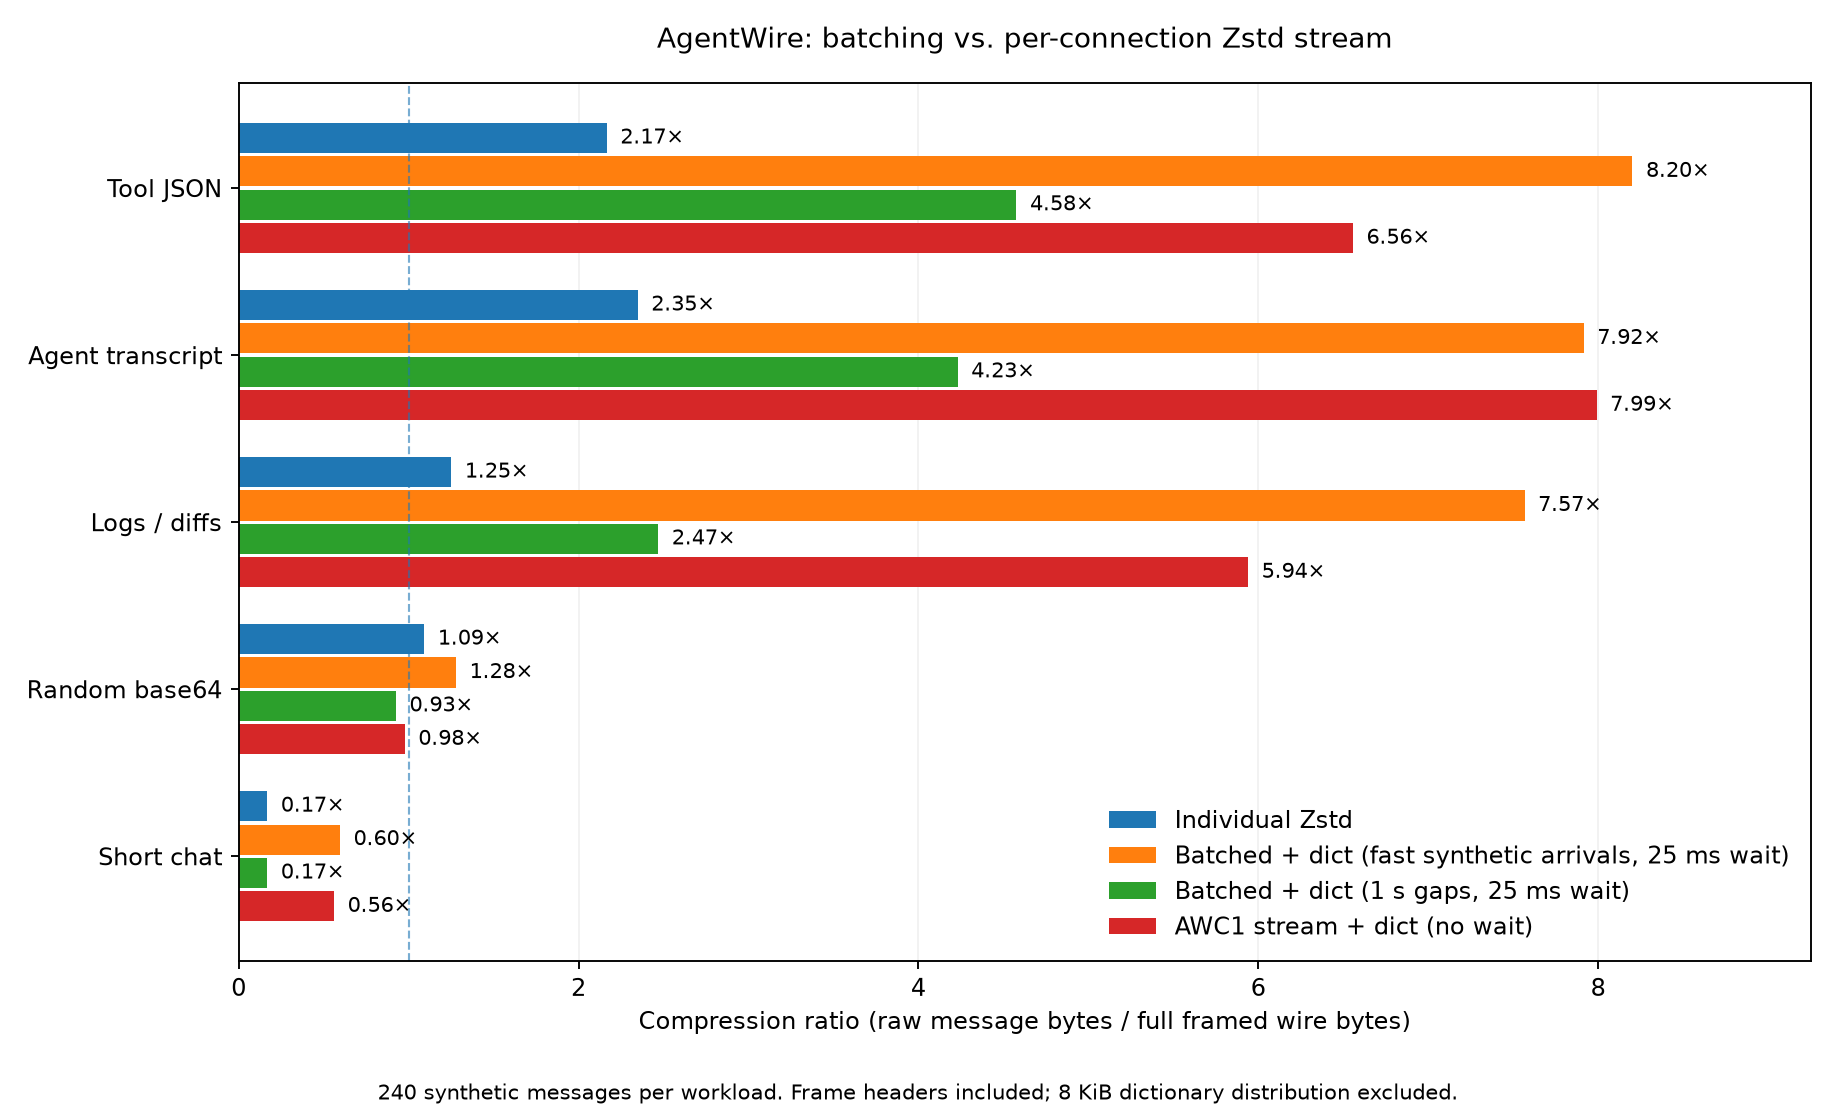 AgentWire: batching vs. per-connection Zstd stream
Tool JSON
2.17×
8.20×
4.58×
6.56×
Agent transcript
2.35×
7.92×
4.23×
7.99×
Logs / diffs
1.25×
7.57×
2.47×
5.94×
Random base64
1.09×
1.28×
0.93×
0.98×
Short chat
0.17×
0.60×
0.17×
0.56×
Individual Zstd
Batched + dict (fast synthetic arrivals, 25 ms wait)
Batched + dict (1 s gaps, 25 ms wait)
AWC1 stream + dict (no wait)
0 2 4 6 8
Compression ratio (raw message bytes / full framed wire bytes)
240 synthetic messages per workload. Frame headers included; 8 KiB dictionary distribution excluded.